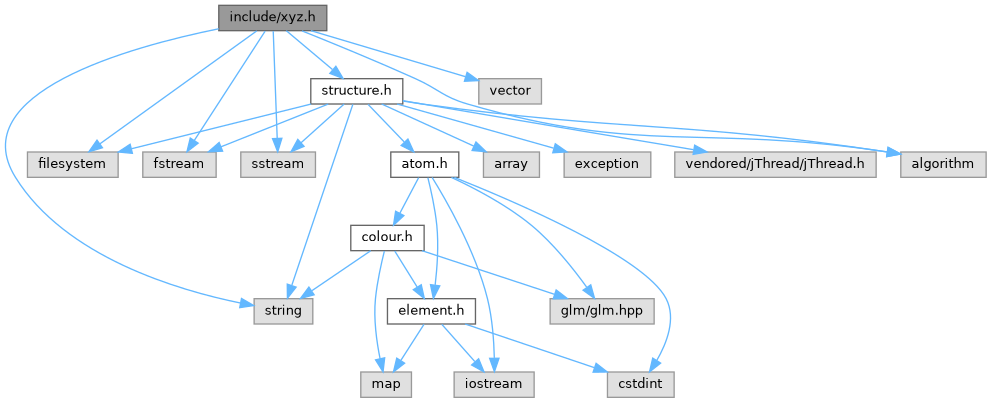 include/xyz.h
vector
structure.h
filesystem
fstream
sstream
atom.h
array
exception
vendored/jThread/jThread.h
algorithm
colour.h
string
element.h
glm/glm.hpp
map
iostream
cstdint